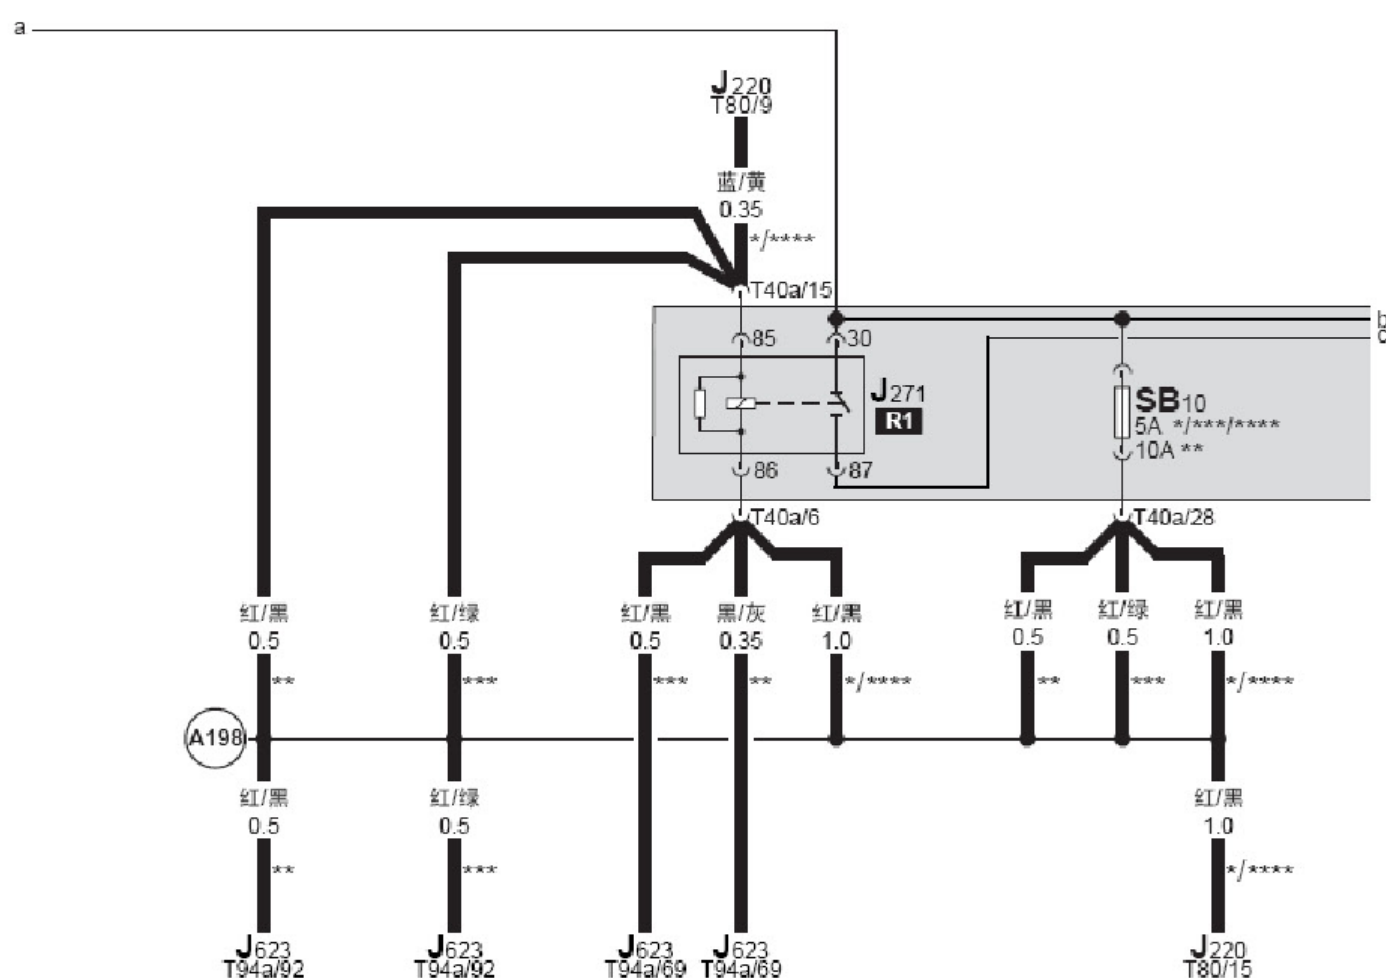 a
J220
T80/9
蓝/黄
0.35
*/****
T40a/15
b
85
30
J271
R1
SB10
5A */***/****
10A **
86
87
T40a/6
T40a/28
红/黑
红/绿
红/黑
黑/灰
红/黑
红/黑
红/绿
红/黑
0.5
0.5
0.5
0.35
1.0
0.5
0.5
1.0
**
***
***
**
*/****
**
***
*/****
A198
红/黑
红/绿
红/黑
0.5
0.5
1.0
**
***
*/****
J623
J623
J623
J623
J220
T94a/92
T94a/92
T94a/69
T94a/69
T80/15